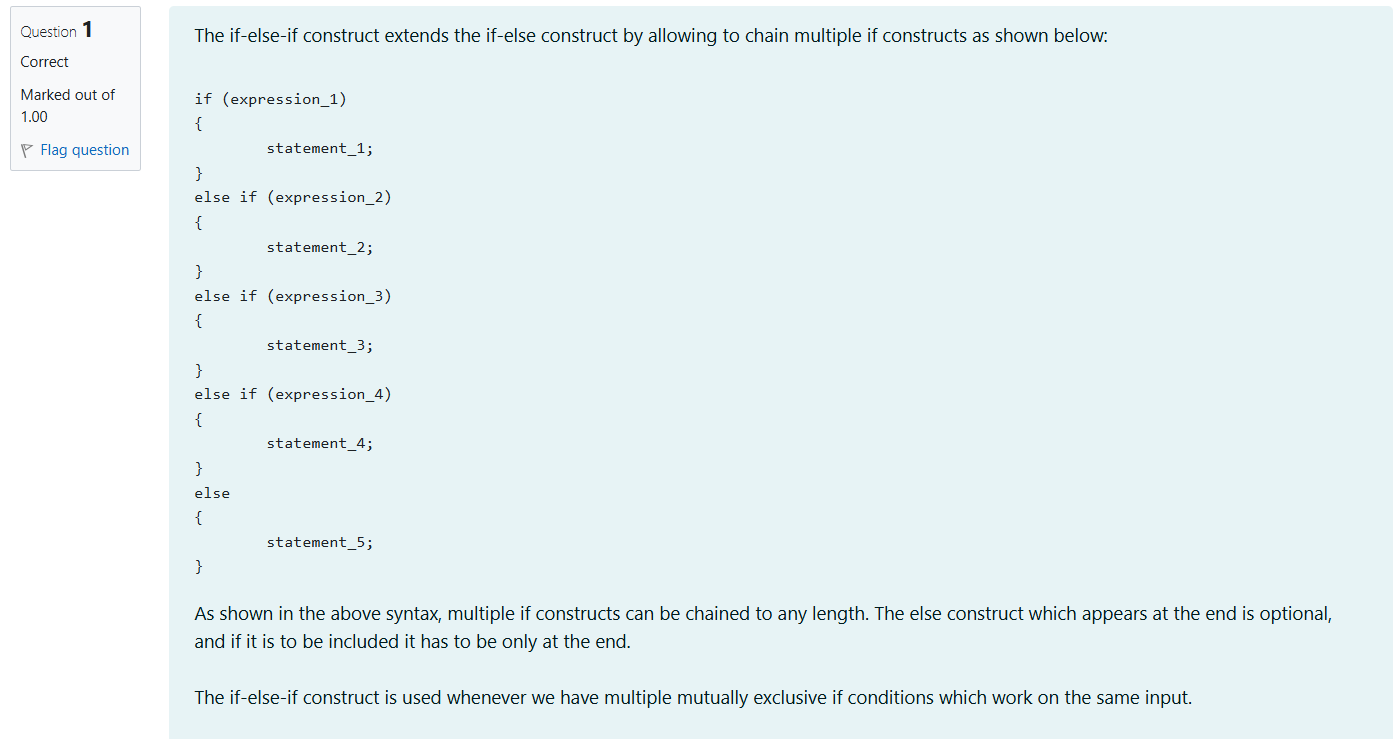 Question 1
Correct
Marked out of
1.00
Flag question
The if-else-if construct extends the if-else construct by allowing to chain multiple if constructs as shown below:
if (expression_1)
{
statement_1;
}
else if (expression_2)
{
statement_2;
}
else if (expression_3)
{
statement_3;
}
else if (expression_4)
{
statement_4;
}
else
{
statement_5;
}
As shown in the above syntax, multiple if constructs can be chained to any length. The else construct which appears at the end is optional,
and if it is to be included it has to be only at the end.
The if-else-if construct is used whenever we have multiple mutually exclusive if conditions which work on the same input.